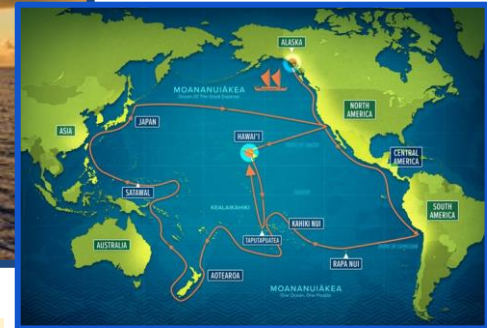 ALASKA
MOANANUIĀKEA
Ocean Of The Great Expanse
NORTH
AMERICA
JAPAN
ASIA
HAWAIʻI
CENTRAL
AMERICA
SATAWAL
SOUTH
AMERICA
KEALAIKAHIKI
KAHIKI NUI
AUSTRALIA
TAPUTAPUATEA
RAPA NUI
AOTEAROA
MOANANUIĀKEA
One Ocean, One People